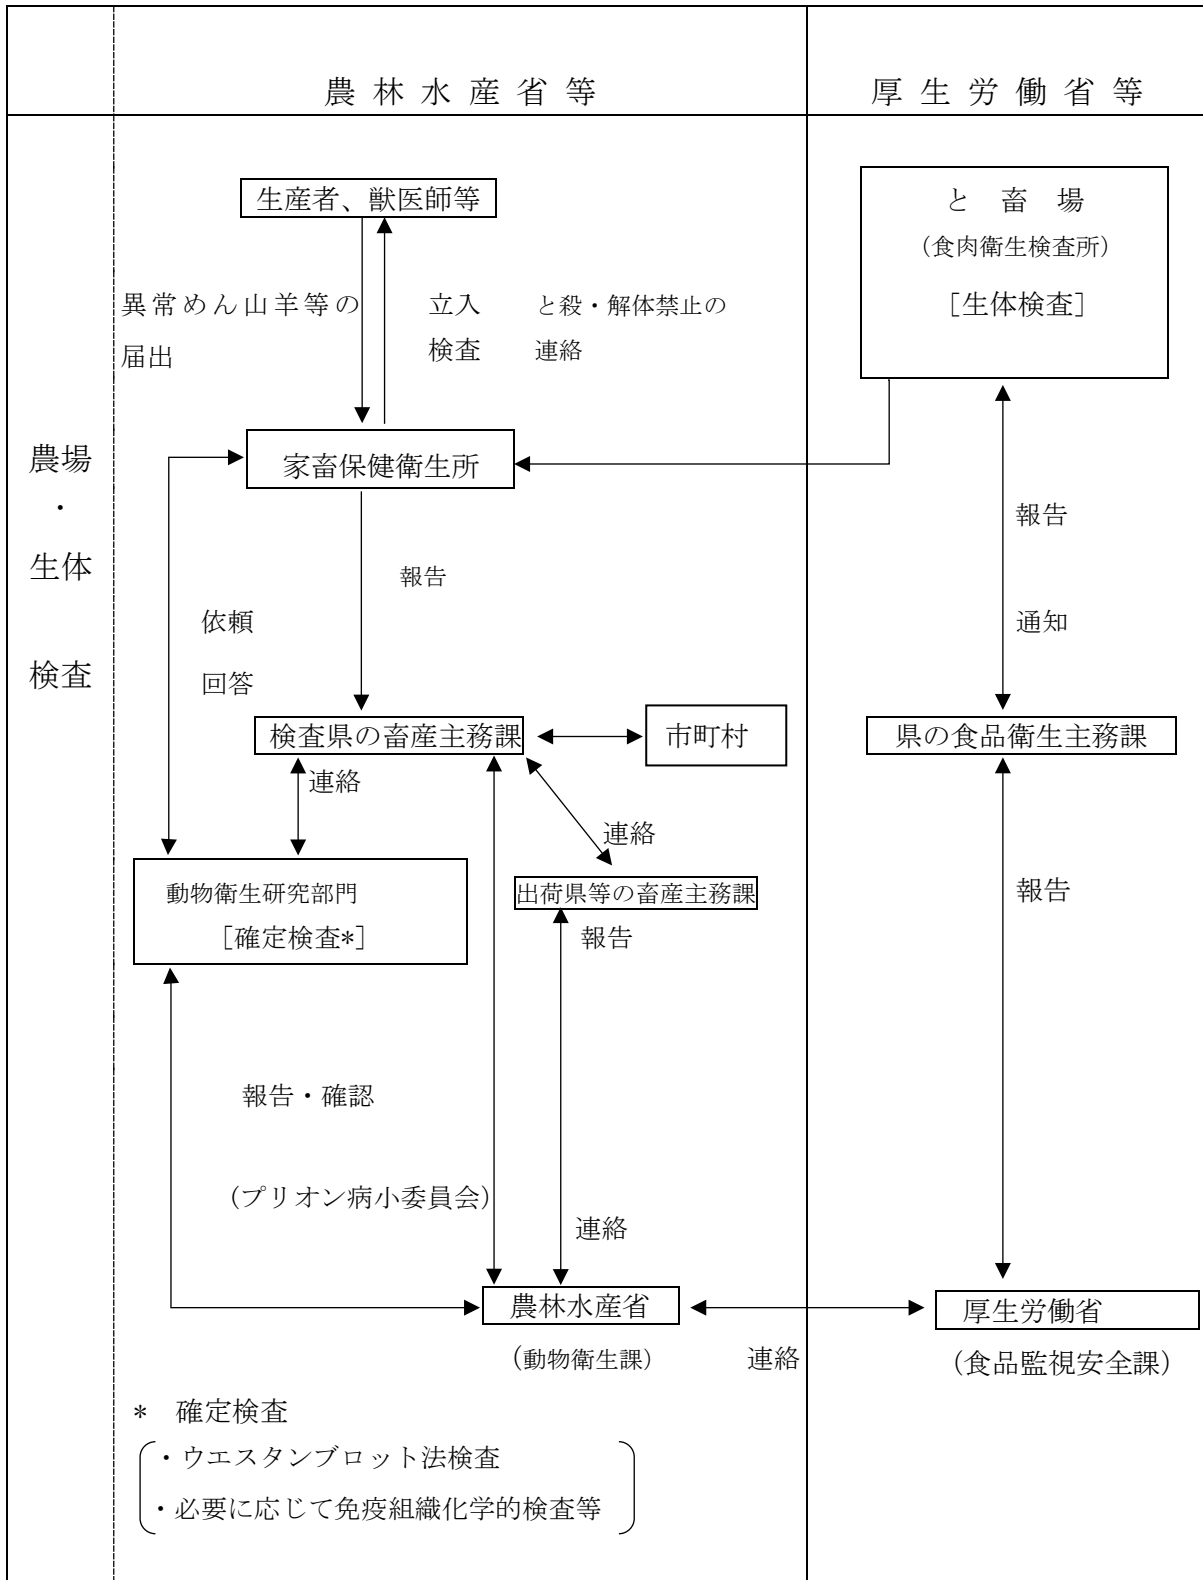 農林水産省等
厚生労働省等
農場
・
生体
検査
生産者、獣医師等
異常めん山羊等の
届出
立入
検査
と殺・解体禁止の
連絡
家畜保健衛生所
報告
依頼
回答
検査県の畜産主務課
市町村
連絡
連絡
動物衛生研究部門
［確定検査*］
出荷県等の畜産主務課
報告
報告・確認
（プリオン病小委員会）
連絡
農林水産省
（動物衛生課）
連絡
と畜場
（食肉衛生検査所）
［生体検査］
報告
通知
県の食品衛生主務課
報告
厚生労働省
（食品監視安全課）
* 確定検査
・ウエスタンブロット法検査
・必要に応じて免疫組織化学的検査等